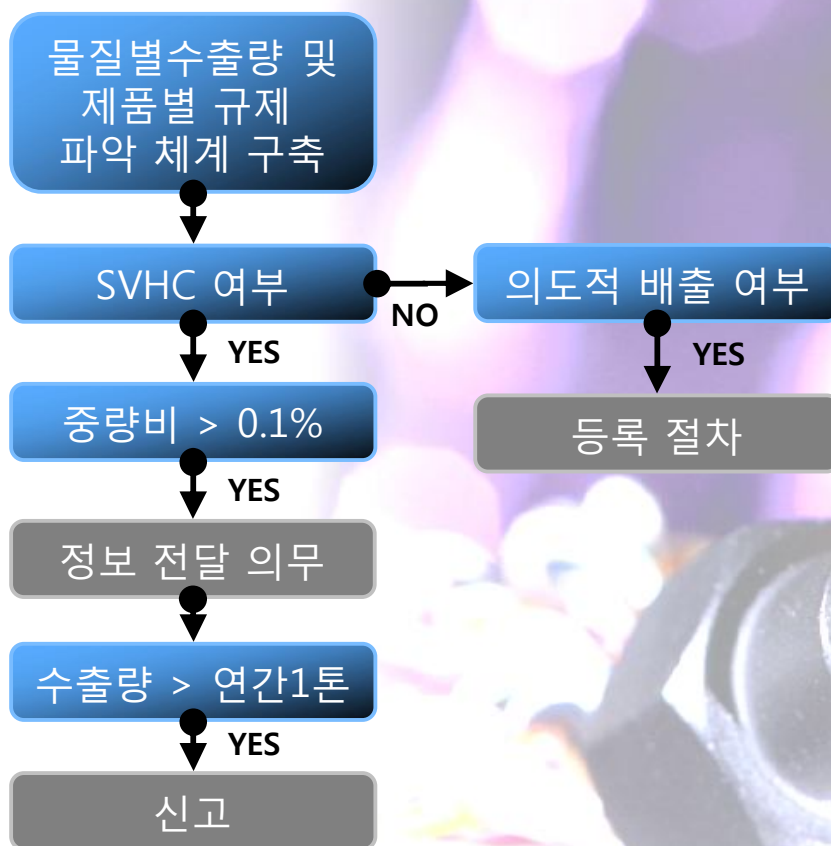 물질별수출량 및
제품별 규제
파악 체계 구축
SVHC 여부
NO
의도적 배출 여부
YES
YES
중량비 > 0.1%
등록 절차
YES
정보 전달 의무
수출량 > 연간1톤
YES
신고